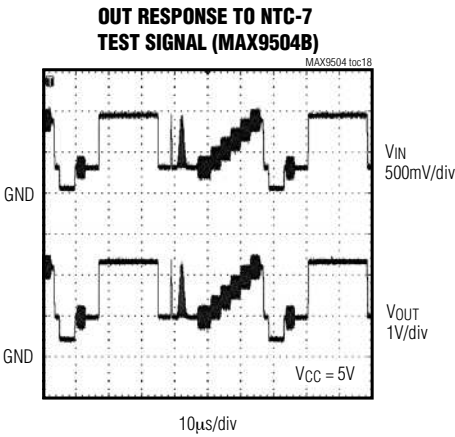 OUT RESPONSE TO NTC-7
TEST SIGNAL (MAX9504B)
MAX9504 toc18
VIN
500mV/div
GND
VOUT
1V/div
GND
VCC = 5V
10μs/div